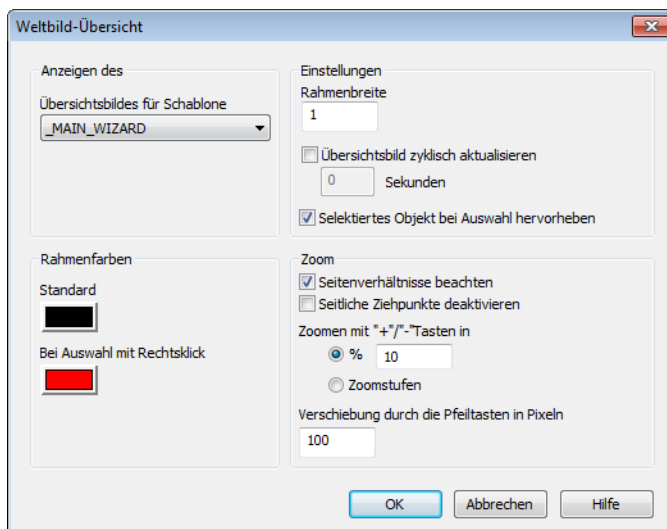 Weltbild-Übersicht
Anzeigen des
Übersichtsbildes für Schablone
_MAIN_WIZARD
Einstellungen
Rahmenbreite
1
Übersichtsbild zyklisch aktualisieren
0 Sekunden
Selektiertes Objekt bei Auswahl hervorheben
Rahmenfarben
Standard
Bei Auswahl mit Rechtsklick
Zoom
Seitenverhältnisse beachten
Seitliche Ziehpunkte deaktivieren
Zoomen mit "+"/"-"Tasten in
% 10
Zoomstufen
Verschiebung durch die Pfeiltasten in Pixeln
100
OK Abbrechen Hilfe